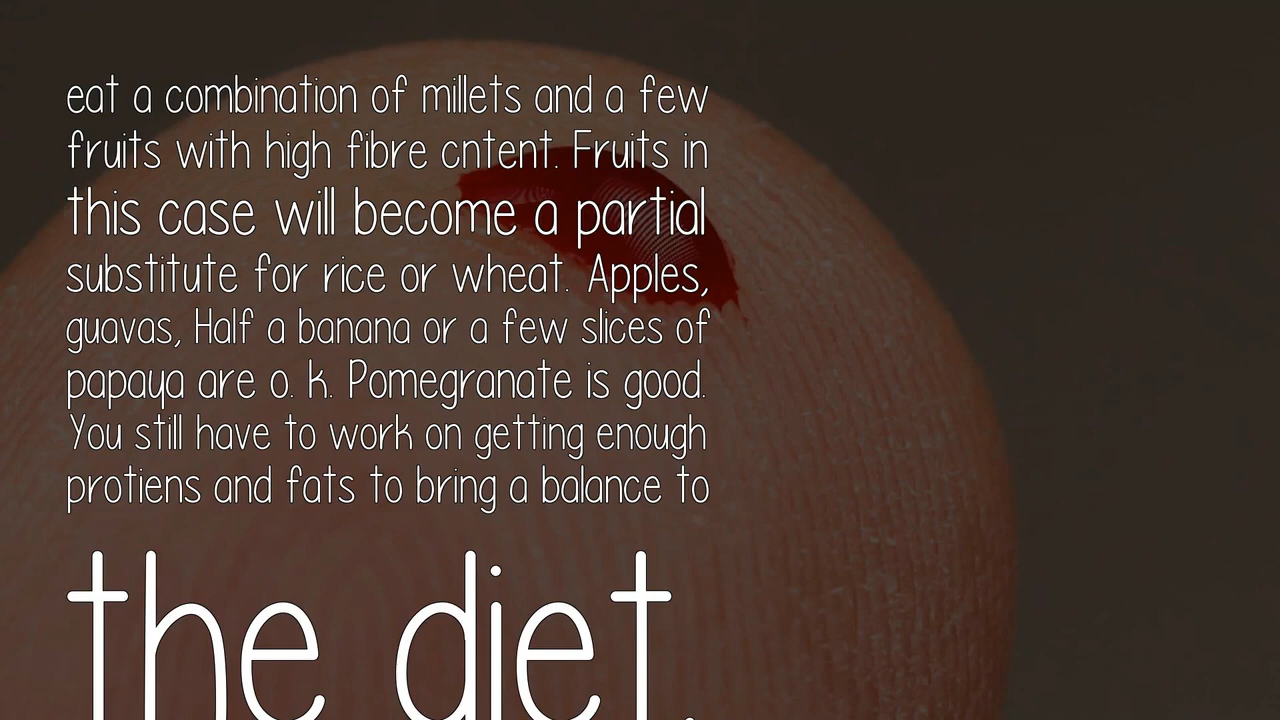 eat a combination of millets and a few
fruits with high fibre cntent. Fruits in
this case will become a partial
substitute for rice or wheat. Apples,
guavas, Half a banana or a few slices of
papaya are o. k. Pomegranate is good.
You still have to work on getting enough
protiens and fats to bring a balance to
the diet.